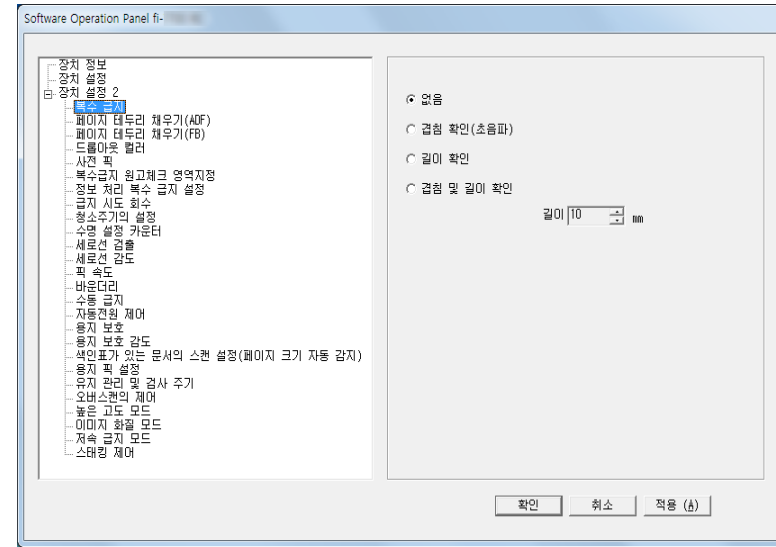 Software Operation Panel fi-
장치 정보
장치 설정
장치 설정 2
복수 급지
페이지 테두리 채우기(ADF)
페이지 테두리 채우기(FB)
드롭아웃 컬러
사전 픽
복수급지 원고체크 영역지정
정보 처리 복수 급지 설정
급지 시도 회수
청소주기의 설정
수명 설정 카운터
세로선 검출
세로선 감도
픽 속도
바운더리
수동 급지
자동전원 제어
용지 보호
용지 보호 감도
색인표가 있는 문서의 스캔 설정(페이지 크기 자동 감지)
용지 픽 설정
유지 관리 및 검사 주기
오버스캔의 제어
높은 고도 모드
이미지 화질 모드
저속 급지 모드
스태킹 제어
없음
겹침 확인(초음파)
길이 확인
겹침 및 길이 확인
길이 10 mm
확인 취소 적용 (A)